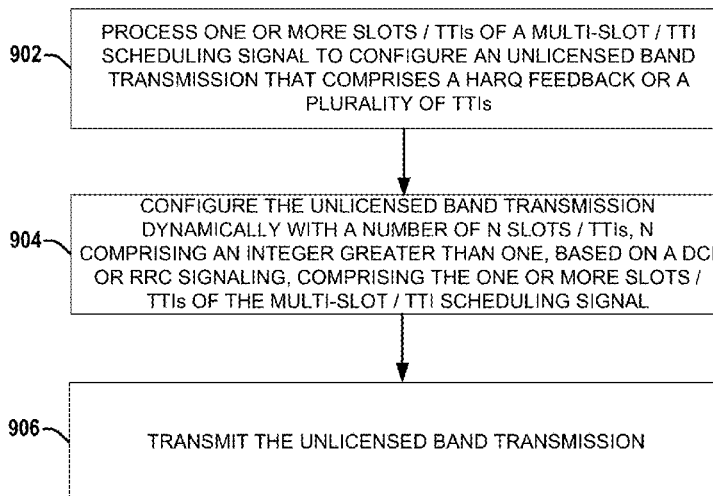 902
PROCESS ONE OR MORE SLOTS / TTIs OF A MULTI-SLOT / TTI
SCHEDULING SIGNAL TO CONFIGURE AN UNLICENSED BAND
TRANSMISSION THAT COMPRISES A HARQ FEEDBACK OR A
PLURALITY OF TTIs
904
CONFIGURE THE UNLICENSED BAND TRANSMISSION
DYNAMICALLY WITH A NUMBER OF N SLOTS / TTIs, N
COMPRISING AN INTEGER GREATER THAN ONE, BASED ON A DCI
OR RRC SIGNALING, COMPRISING THE ONE OR MORE SLOTS /
TTIs OF THE MULTI-SLOT / TTI SCHEDULING SIGNAL
906
TRANSMIT THE UNLICENSED BAND TRANSMISSION